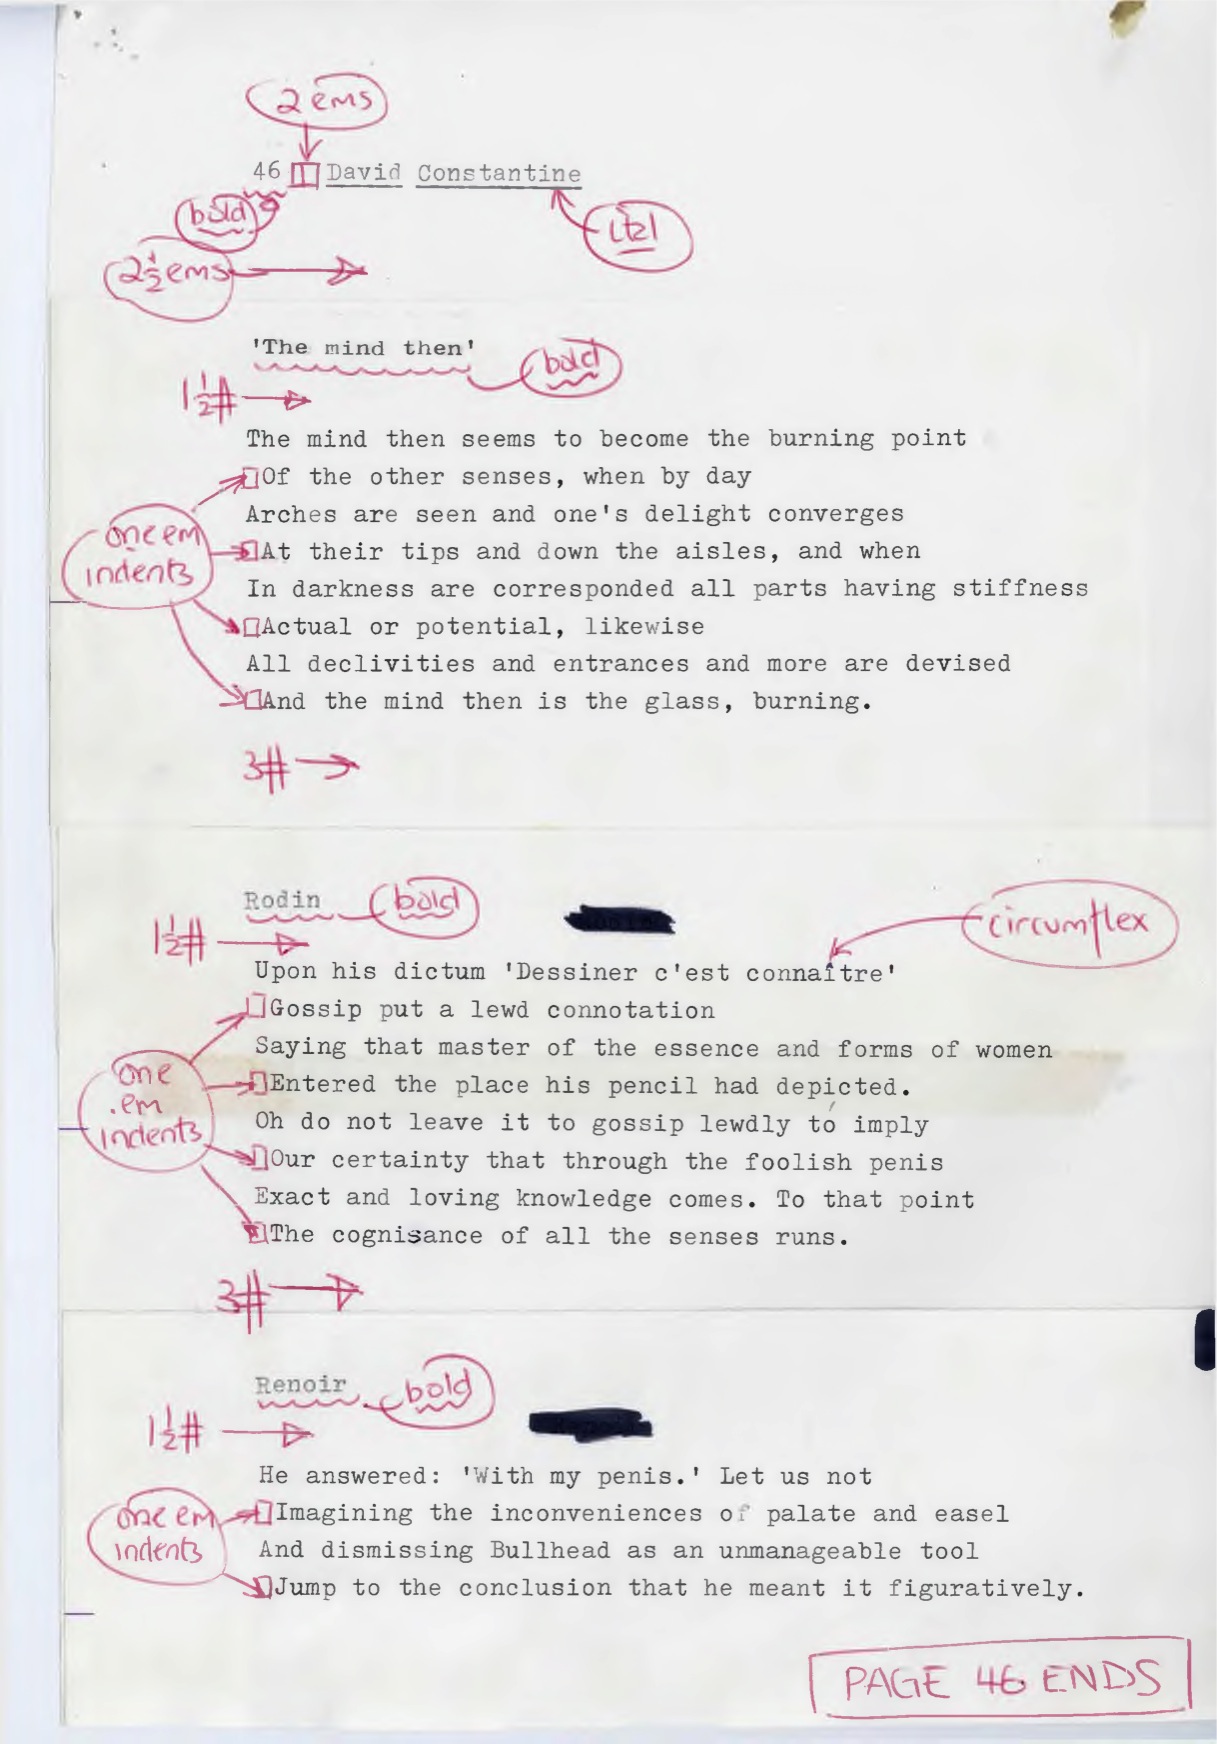 2 ems
46 David Constantine
bold
ital
2½ ems
'The mind then'
bold
1½#
The mind then seems to become the burning point
Of the other senses, when by day
Arches are seen and one's delight converges
one em
indents
At their tips and down the aisles, and when
In darkness are corresponded all parts having stiffness
Actual or potential, likewise
All declivities and entrances and more are devised
And the mind then is the glass, burning.
3#
Rodin
bold
circumflex
1½#
Upon his dictum 'Dessiner c'est connaître'
Gossip put a lewd connotation
Saying that master of the essence and forms of women
one
em
indents
Entered the place his pencil had depicted.
Oh do not leave it to gossip lewdly to imply
Our certainty that through the foolish penis
Exact and loving knowledge comes. To that point
The cognisance of all the senses runs.
3#
Renoir
bold
1½#
He answered: 'With my penis.' Let us not
one em
indents
Imagining the inconveniences of palate and easel
And dismissing Bullhead as an unmanageable tool
Jump to the conclusion that he meant it figuratively.
PAGE 46 ENDS